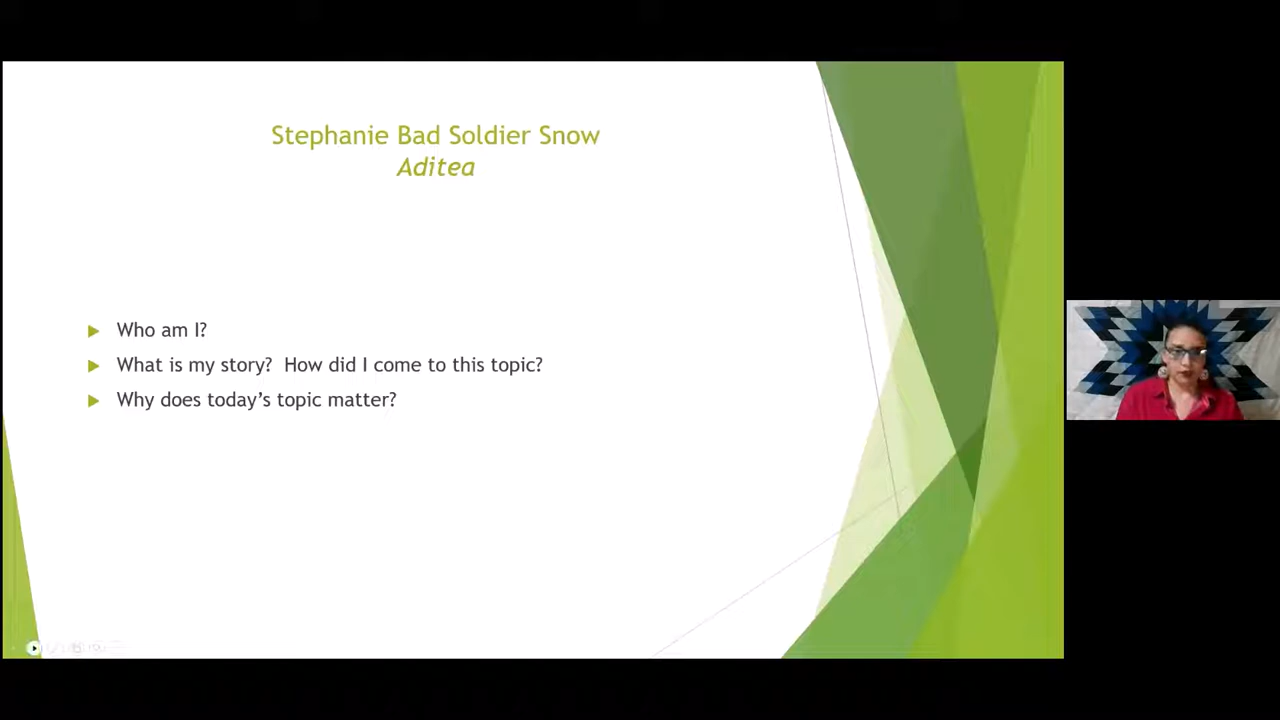 Stephanie Bad Soldier Snow
Aditea
Who am I?
What is my story?  How did I come to this topic?
Why does today’s topic matter?